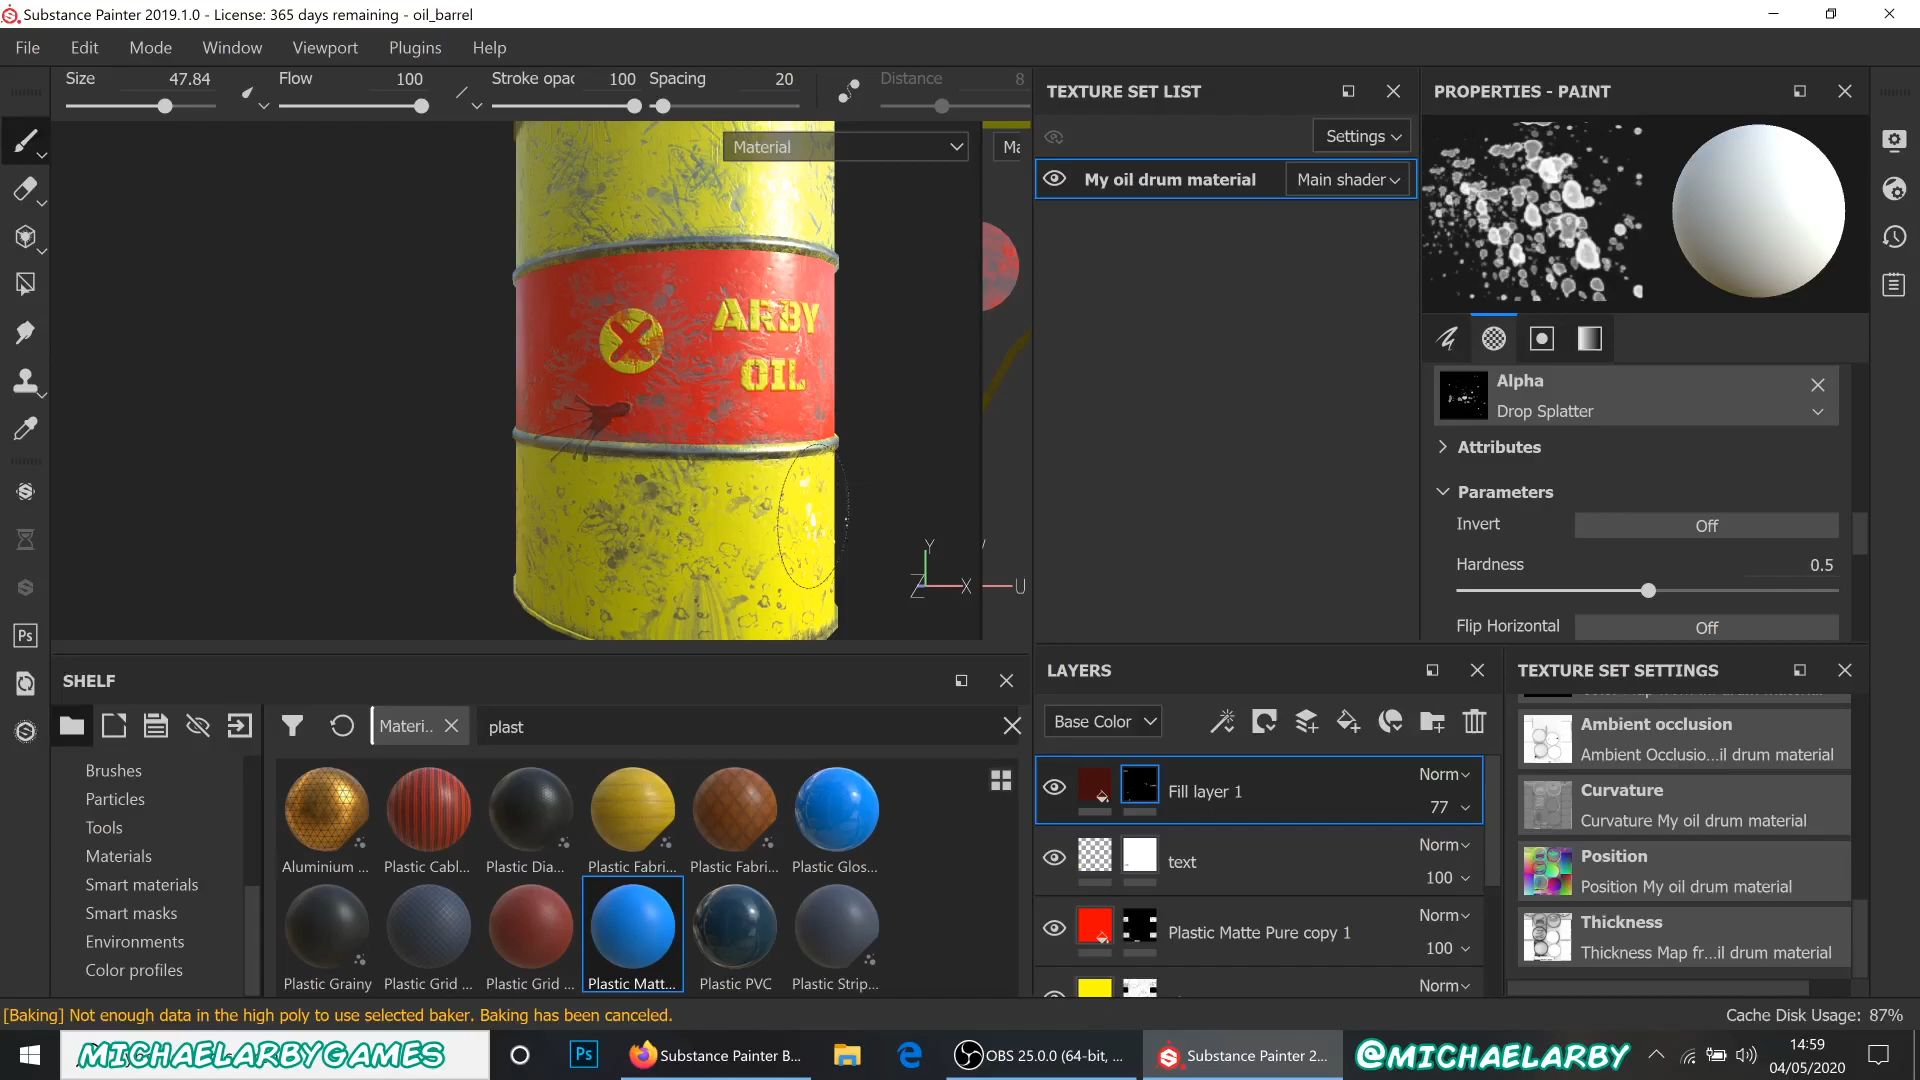 Substance Painter 2019.1.0 - License: 365 days remaining - oil_barrel
File Edit Mode Window Viewport Plugins Help
Size 47.84 Flow 100 Stroke opac 100 Spacing 20 Distance 8
Material
Ma
ARBY
OIL
Y
Z X U
TEXTURE SET LIST
Settings
My oil drum material Main shader
PROPERTIES - PAINT
Alpha
Drop Splatter
Attributes
Parameters
Invert Off
Hardness 0.5
Flip Horizontal Off
SHELF
Materi.. plast
Brushes
Particles
Tools
Materials
Smart materials
Smart masks
Environments
Color profiles
Aluminium ... Plastic Cabl... Plastic Dia... Plastic Fabri... Plastic Fabri... Plastic Glos...
Plastic Grainy Plastic Grid ... Plastic Grid ... Plastic Matt... Plastic PVC Plastic Strip...
LAYERS
Base Color
Fill layer 1 Norm 77
text Norm 100
Plastic Matte Pure copy 1 Norm 100
Norm
TEXTURE SET SETTINGS
Ambient occlusion
Ambient Occlusio...il drum material
Curvature
Curvature My oil drum material
Position
Position My oil drum material
Thickness
Thickness Map fr...il drum material
[Baking] Not enough data in the high poly to use selected baker. Baking has been canceled.
Cache Disk Usage: 87%
MICHAELARBYGAMES
Ps
Ps
Substance Painter B...
OBS 25.0.0 (64-bit, ...
Substance Painter 2...
@MICHAELARBY
14:59
04/05/2020